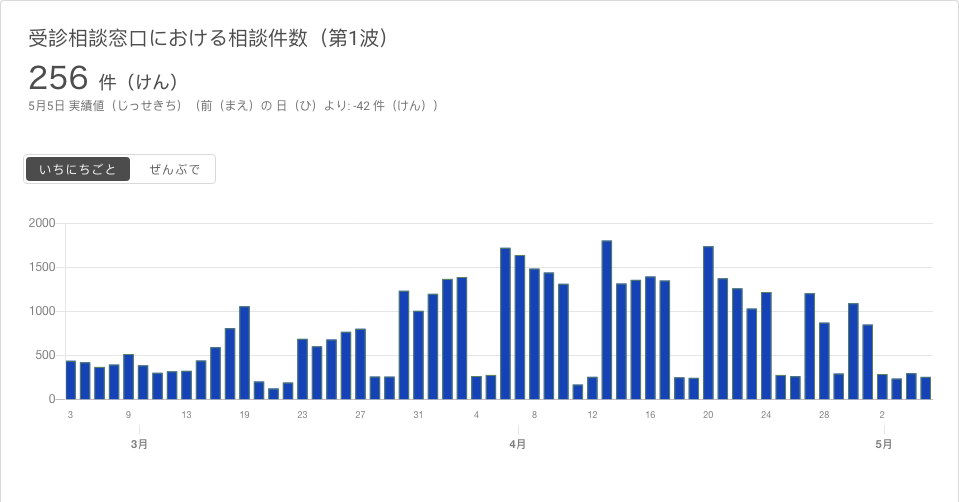 受診相談窓口における相談件数（第1波）
256 件（けん）
5月5日 実績値（じっせきち）（前（まえ）の 日（ひ）より: -42 件（けん））
いちにちごと ぜんぶで
2000
1500
1000
500
0
3 9 13 19 23 27 31 4 8 12 16 20 24 28 2
3月 4月 5月